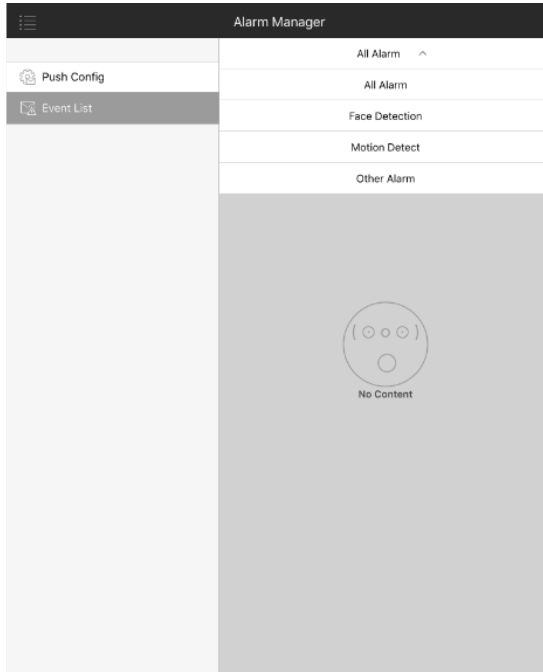 Alarm Manager
Push Config
Event List
All Alarm
All Alarm
Face Detection
Motion Detect
Other Alarm
No Content